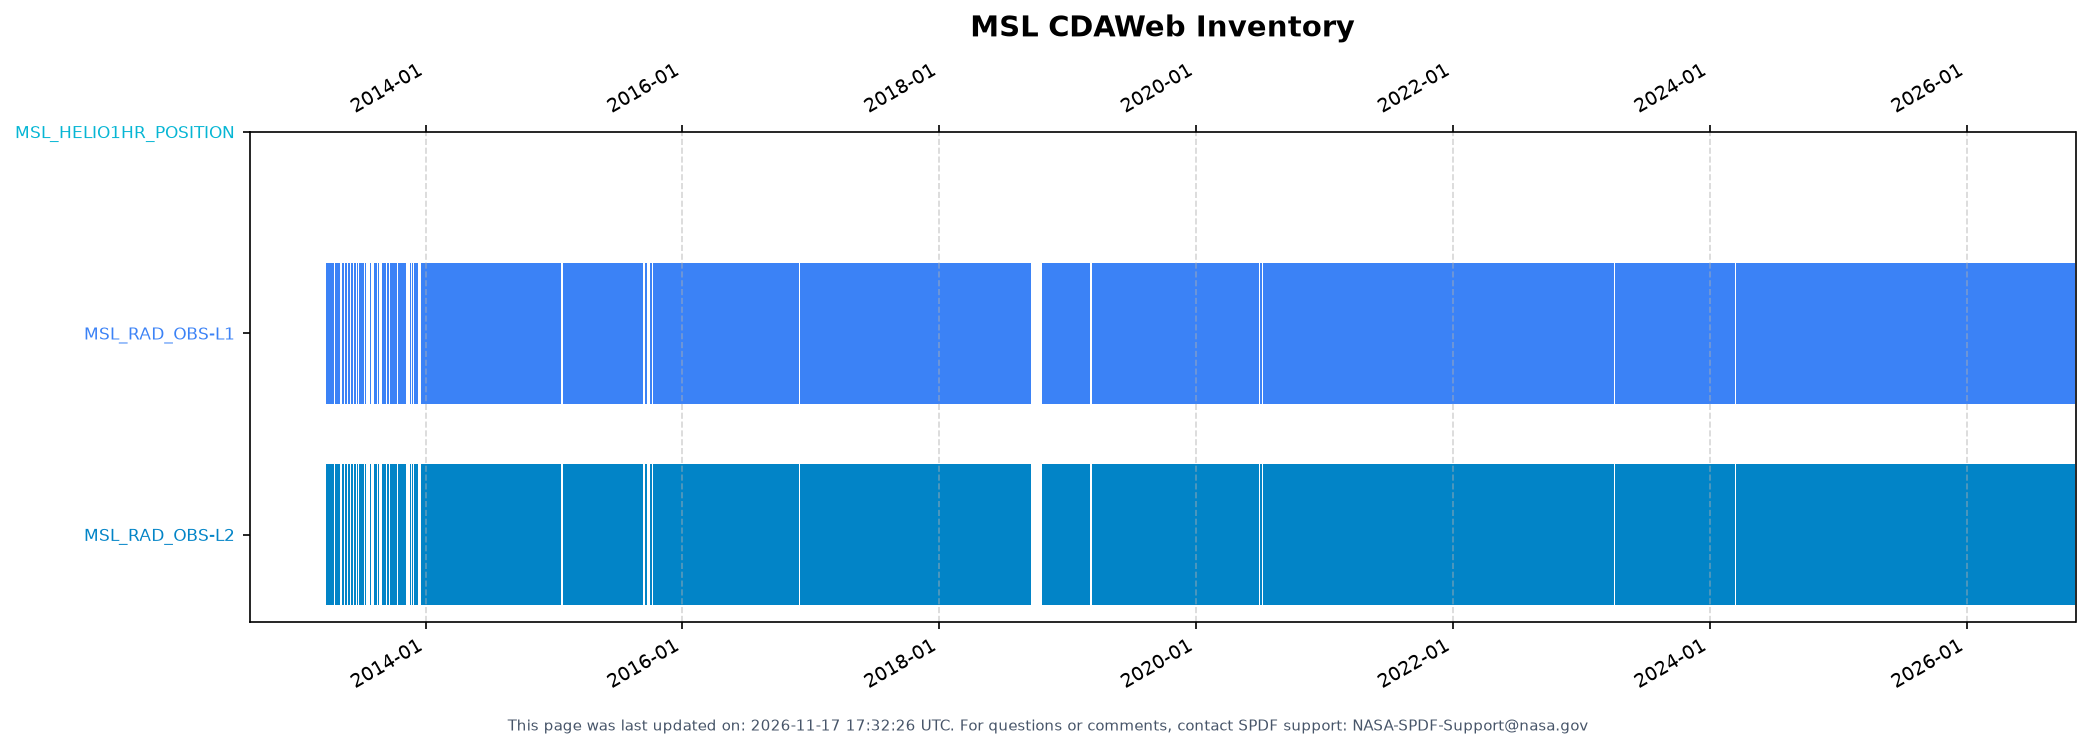 MSL CDAWeb Inventory
2014-01 2016-01 2018-01 2020-01 2022-01 2024-01 2026-01
MSL_HELIO1HR_POSITION
MSL_RAD_OBS-L1
MSL_RAD_OBS-L2
2014-01 2016-01 2018-01 2020-01 2022-01 2024-01 2026-01
This page was last updated on: 2026-11-17 17:32:26 UTC. For questions or comments, contact SPDF support: NASA-SPDF-Support@nasa.gov